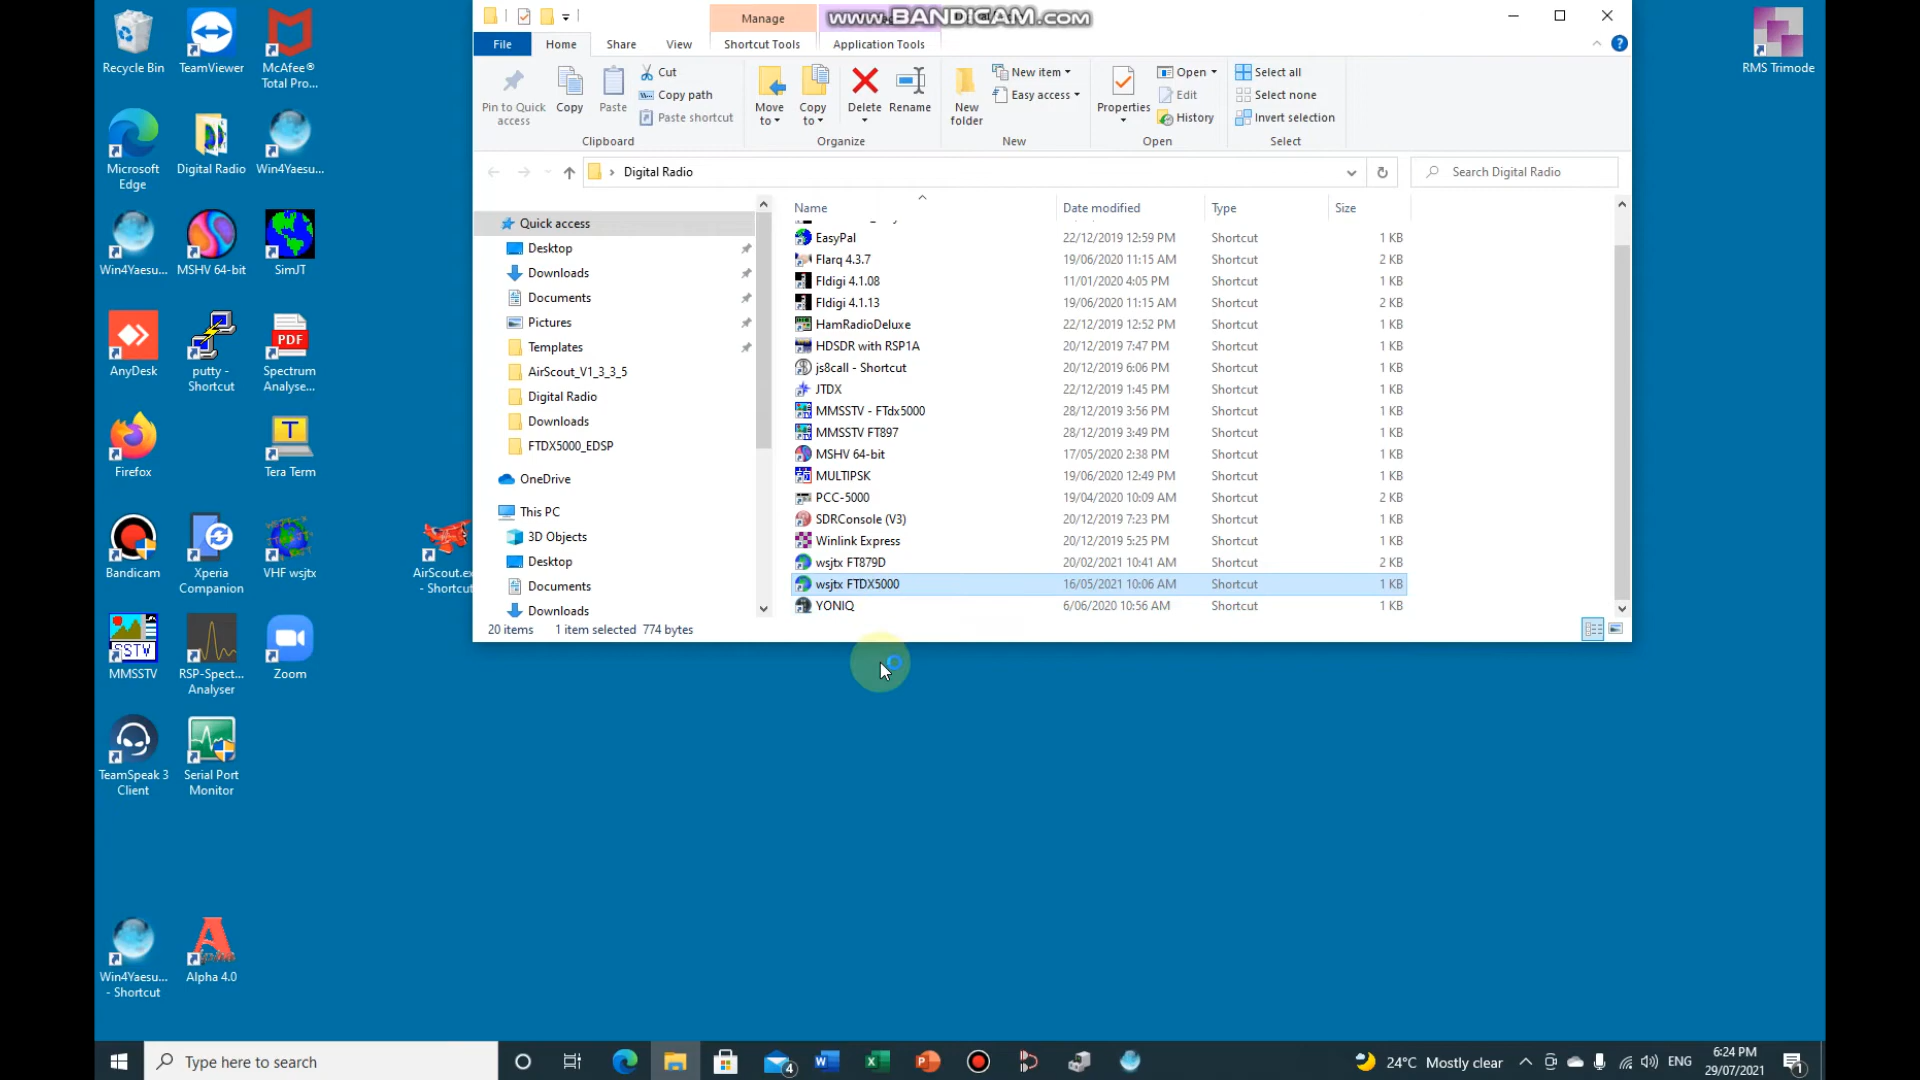 Recycle Bin
TeamViewer
McAfee®
Total Pro...
Microsoft
Edge
Digital Radio
Win4Yaesu...
Win4Yaesu...
MSHV 64-bit
SimJT
AnyDesk
putty -
Shortcut
PDF
Spectrum
Analyse...
Firefox
T
Tera Term
Bandicam
Xperia
Companion
VHF wsjtx
AirScout.ex
- Shortcut
SSTV
MMSSTV
RSP-Spect...
Analyser
Zoom
TeamSpeak 3
Client
Serial Port
Monitor
Win4Yaesu...
- Shortcut
Alpha 4.0
RMS Trimode
www.BANDICAM.com
Manage
File
Home
Share
View
Shortcut Tools
Application Tools
Pin to Quick
access
Copy
Paste
Cut
Copy path
Paste shortcut
Clipboard
Move
to
Copy
to
Delete
Rename
Organize
New
folder
New item
Easy access
New
Properties
Open
Edit
History
Open
Select all
Select none
Invert selection
Select
Digital Radio
Search Digital Radio
Quick access
Desktop
Downloads
Documents
Pictures
Templates
AirScout_V1_3_3_5
Digital Radio
Downloads
FTDX5000_EDSP
OneDrive
This PC
3D Objects
Desktop
Documents
Downloads
Name Date modified Type Size
EasyPal 22/12/2019 12:59 PM Shortcut 1 KB
Flarq 4.3.7 19/06/2020 11:15 AM Shortcut 2 KB
Fldigi 4.1.08 11/01/2020 4:05 PM Shortcut 1 KB
Fldigi 4.1.13 19/06/2020 11:15 AM Shortcut 2 KB
HamRadioDeluxe 22/12/2019 12:52 PM Shortcut 1 KB
HDSDR with RSP1A 20/12/2019 7:47 PM Shortcut 1 KB
js8call - Shortcut 20/12/2019 6:06 PM Shortcut 1 KB
JTDX 22/12/2019 1:45 PM Shortcut 1 KB
MMSSTV - FTdx5000 28/12/2019 3:56 PM Shortcut 1 KB
MMSSTV FT897 28/12/2019 3:49 PM Shortcut 1 KB
MSHV 64-bit 17/05/2020 2:38 PM Shortcut 1 KB
MULTIPSK 19/06/2020 12:49 PM Shortcut 1 KB
PCC-5000 19/04/2020 10:09 AM Shortcut 2 KB
SDRConsole (V3) 20/12/2019 7:23 PM Shortcut 1 KB
Winlink Express 20/12/2019 5:25 PM Shortcut 1 KB
wsjtx FT879D 20/02/2021 10:41 AM Shortcut 2 KB
wsjtx FTDX5000 16/05/2021 10:06 AM Shortcut 1 KB
YONIQ 6/06/2020 10:56 AM Shortcut 1 KB
20 items 1 item selected 774 bytes
Type here to search
4
24°C Mostly clear
ENG
6:24 PM
29/07/2021
1